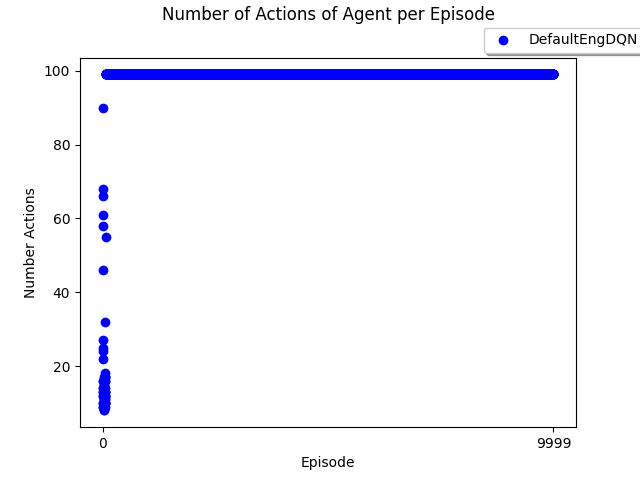 Number of Actions of Agent per Episode
DefaultEngDQN
100
80
60
40
20
Number Actions
0
9999
Episode